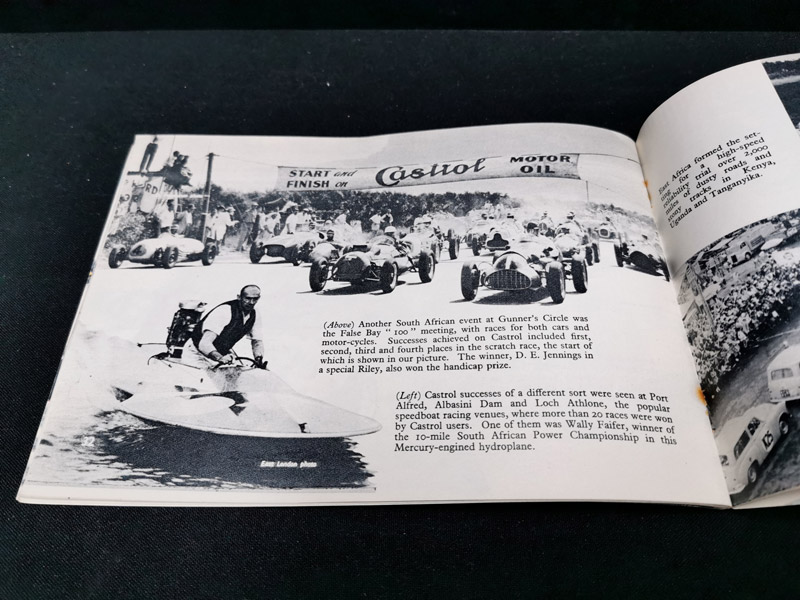 START and
FINISH on
Castrol
MOTOR
OIL
(Above) Another South African event at Gunner's Circle was
the False Bay “ 100 ” meeting, with races for both cars and
motor-cycles. Successes achieved on Castrol included first,
second, third and fourth places in the scratch race, the start of
which is shown in our picture. The winner, D. E. Jennings in
a special Riley, also won the handicap prize.
(Left) Castrol successes of a different sort were seen at Port
Alfred, Albasini Dam and Loch Athlone, the popular
speedboat racing venues, where more than 20 races were won
by Castrol users. One of them was Wally Faifer, winner of
the 10-mile South African Power Championship in this
Mercury-engined hydroplane.
East London photo
East Africa formed the set-
ting for a high-speed
reliability trial over 2,000
miles of dusty roads and
stony tracks in Kenya,
Uganda and Tanganyika.